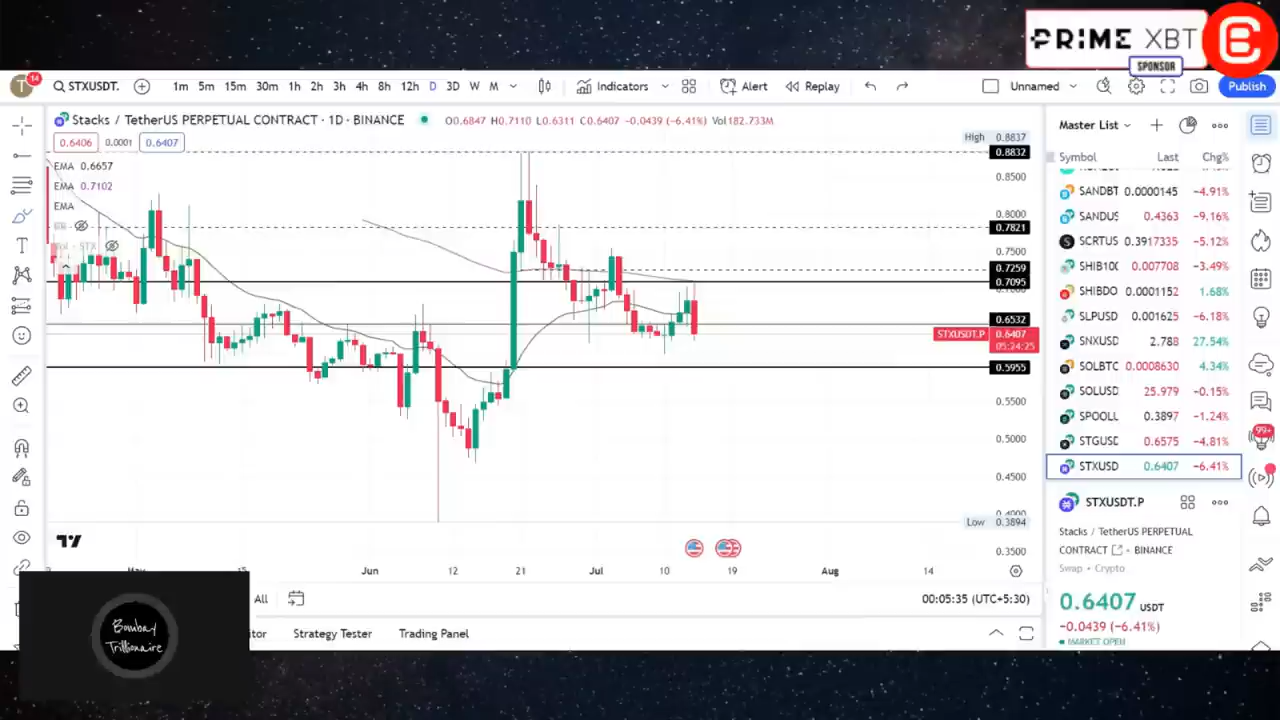 PRIME XBT
SPONSOR
14
STXUSDT.
1m 5m 15m 30m 1h 2h 3h 4h 8h 12h D 3D W M
Indicators
Alert
Replay
Unnamed
Publish
Stacks / TetherUS PERPETUAL CONTRACT · 1D · BINANCE
O0.6847 H0.7110 L0.6311 C0.6407 -0.0439 (-6.41%) Vol182.733M
0.6406 0.0001 0.6407
EMA 0.6657
EMA 0.7102
EMA
Vol · STX
High 0.8837
0.8832
0.8500
0.8000
0.7821
0.7500
0.7259
0.7095
0.6532
STXUSDT.P 0.6407
05:24:25
0.5955
0.5500
0.5000
0.4500
0.4000
Low 0.3894
0.3500
15 Jun 12 21 Jul 10 19 Aug 14
All
00:05:35 (UTC+5:30)
Strategy Tester
Trading Panel
Bombay
Trillionaire
Master List
Symbol Last Chg%
SANDBT 0.0000145 -4.91%
SANDUS 0.4363 -9.16%
SCRTUS 0.3917335 -5.12%
SHIB100 0.007708 -3.49%
SHIBDO 0.0001152 1.68%
SLPUSD 0.001625 -6.18%
SNXUSD 2.788 27.54%
SOLBTC 0.0008630 4.34%
SOLUSD 25.979 -0.15%
SPOOLL 0.3897 -1.24%
STGUSD 0.6575 -4.81%
STXUSD 0.6407 -6.41%
STXUSDT.P
Stacks / TetherUS PERPETUAL
CONTRACT · BINANCE
Swap · Crypto
0.6407 USDT
-0.0439 (-6.41%)
MARKET OPEN
99+